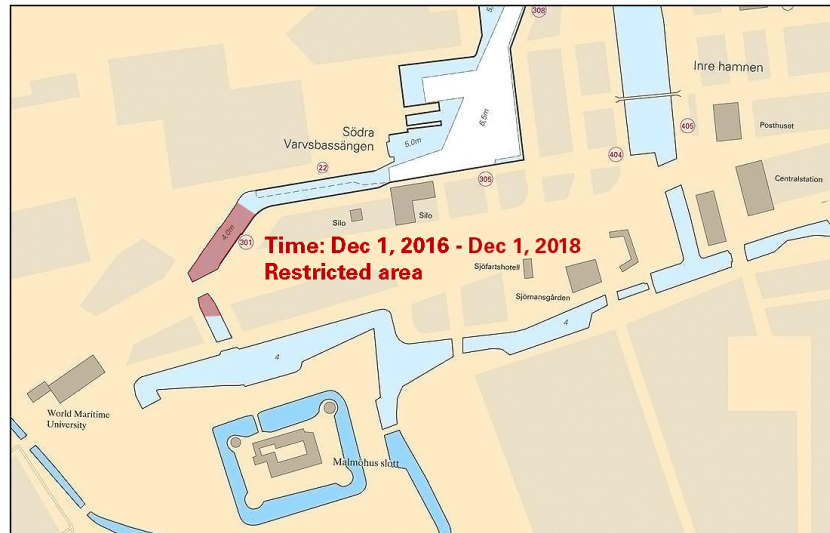 308
Inre hamnen
6,5m
Posthuset
405
Södra
Varvsbassängen
5,0m
22
404
305
Centralstation
Silo
Silo
4,0m
301
Time: Dec 1, 2016 - Dec 1, 2018
Restricted area
Sjöfartshotell
Sjömansgården
4
4
World Maritime
University
Malmöhus slott